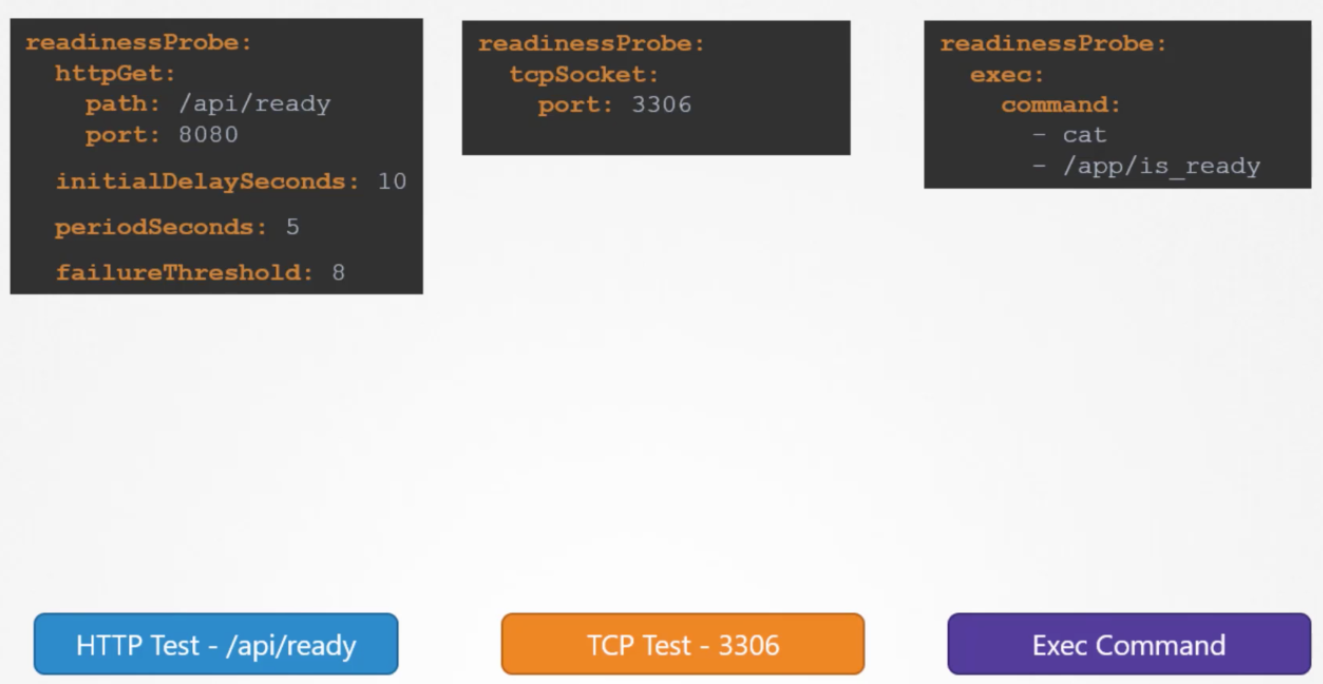 readinessProbe:
  httpGet:
    path: /api/ready
    port: 8080
  initialDelaySeconds: 10
  periodSeconds: 5
  failureThreshold: 8
readinessProbe:
  tcpSocket:
    port: 3306
readinessProbe:
  exec:
    command:
      - cat
      - /app/is_ready
HTTP Test - /api/ready
TCP Test - 3306
Exec Command